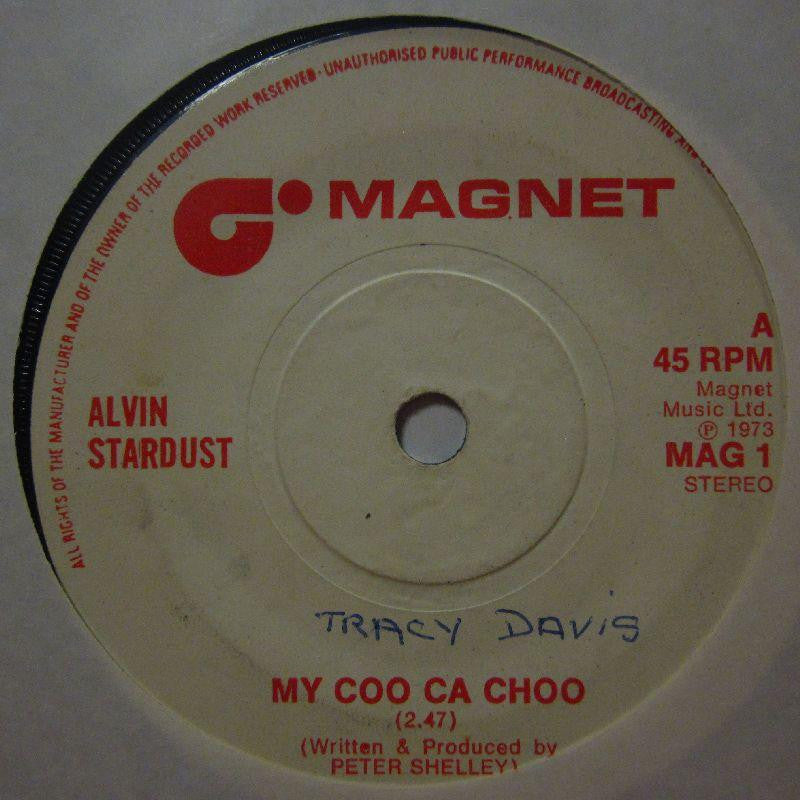 ALL RIGHTS OF THE MANUFACTURER AND OF THE OWNER OF THE RECORDED WORK RESERVED · UNAUTHORISED PUBLIC PERFORMANCE BROADCASTING AND
MAGNET
A
45 RPM
Magnet
Music Ltd.
℗ 1973
MAG 1
STEREO
ALVIN
STARDUST
TRACY DAVIS
MY COO CA CHOO
(2.47)
(Written & Produced by
PETER SHELLEY)